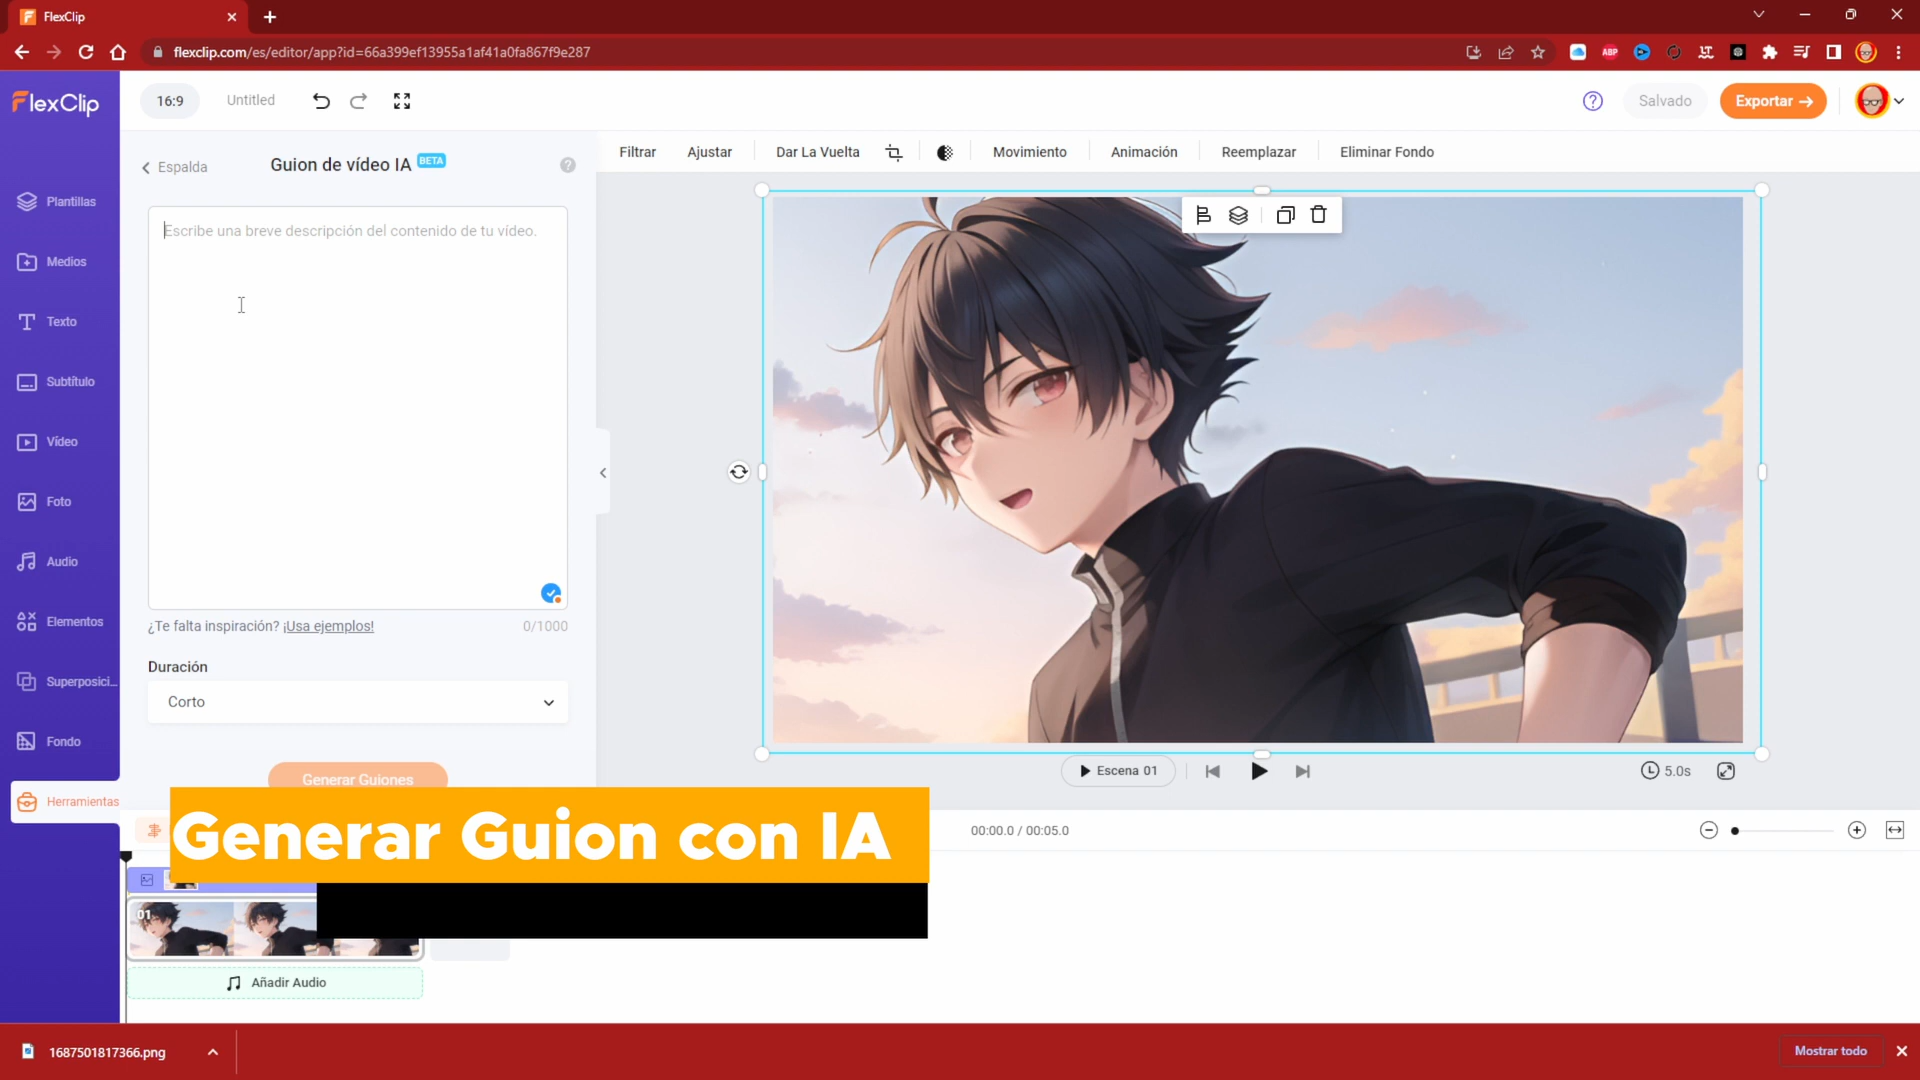 FlexClip
flexclip.com/es/editor/app?id=66a399ef13955a1af41a0fa867f9e287
ABP
FlexClip
16:9
Untitled
Salvado
Exportar
Espalda
Guion de vídeo IA BETA
Filtrar
Ajustar
Dar La Vuelta
Movimiento
Animación
Reemplazar
Eliminar Fondo
Plantillas
Medios
Texto
Subtítulo
Vídeo
Foto
Audio
Elementos
Superposici...
Fondo
Herramientas
Escribe una breve descripción del contenido de tu vídeo.
¿Te falta inspiración? ¡Usa ejemplos!
0/1000
Duración
Corto
Generar Guiones
Escena 01
5.0s
Generar Guion con IA
00:00.0 / 00:05.0
01
Añadir Audio
1687501817366.png
Mostrar todo